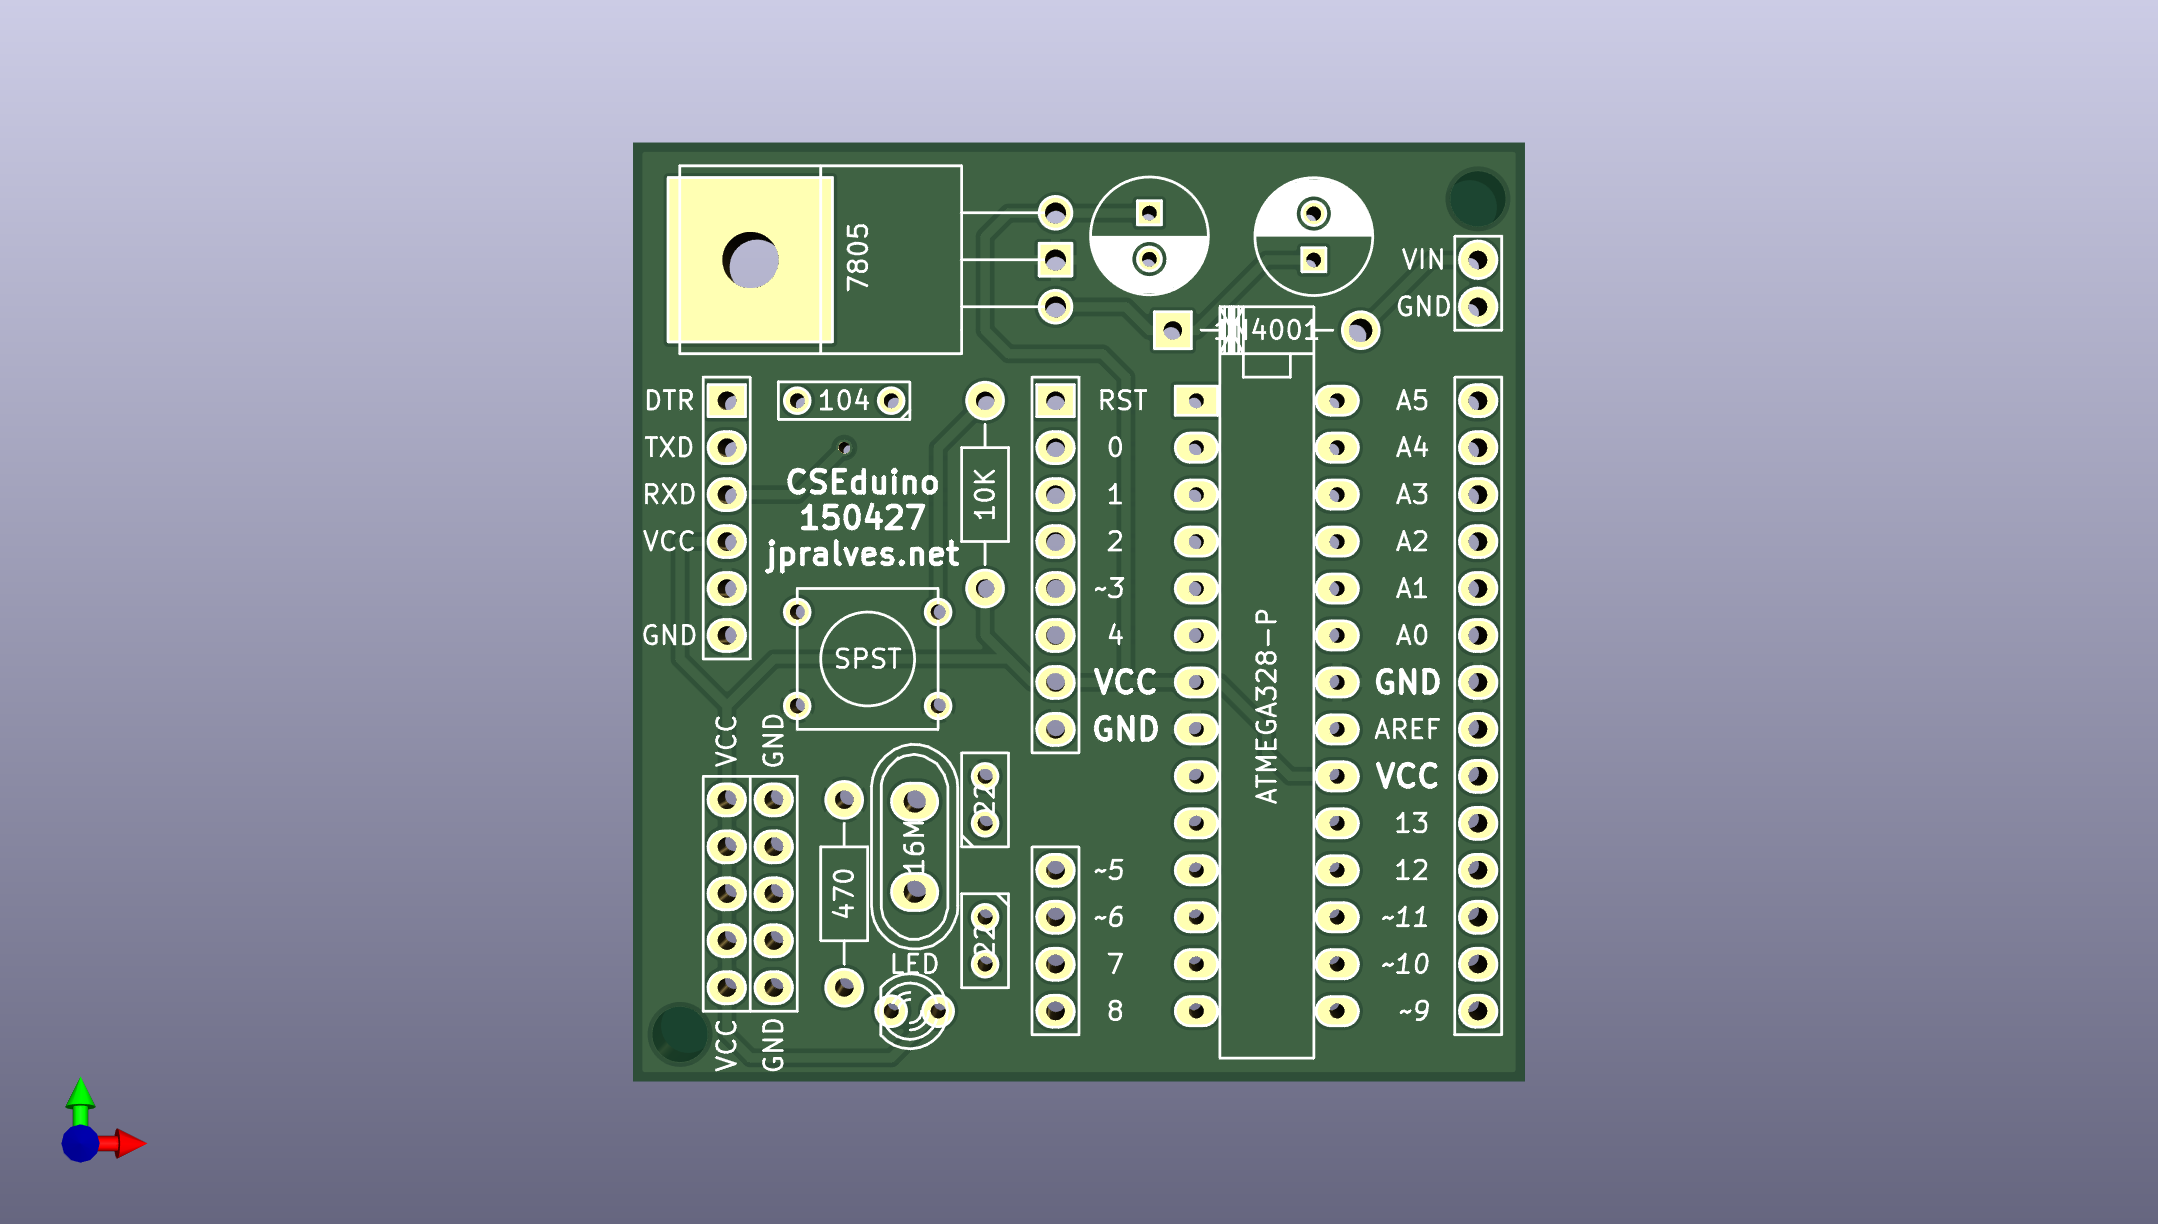 7805
VIN
GND
1N4001
DTR
104
RST
A5
TXD
0
A4
CSEduino
RXD
10K
1
A3
150427
VCC
jpralves.net
2
A2
~3
A1
GND
4
A0
SPST
ATMEGA328-P
VCC
GND
VCC
GND
GND
AREF
VCC
22
13
16M
470
~5
12
~6
~11
22
LED
7
~10
8
~9
VCC
GND